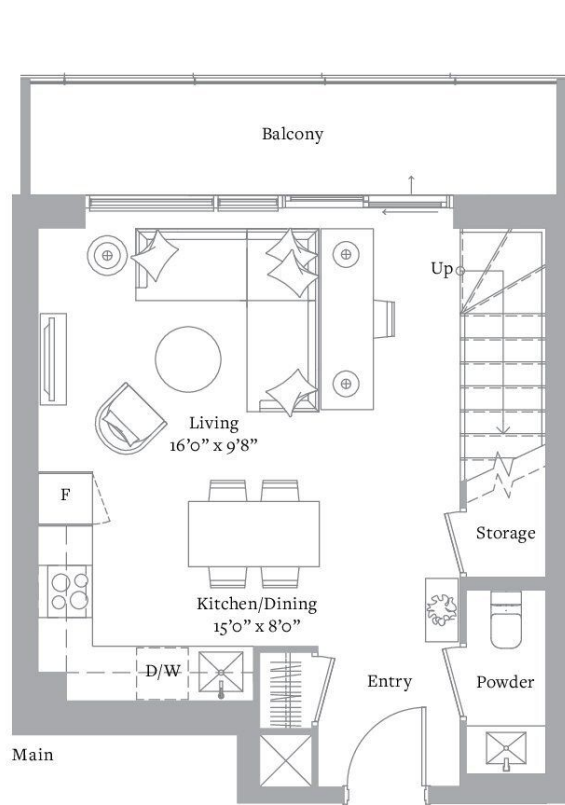 Balcony
Up
Living
16'0" x 9'8"
F
Storage
Kitchen/Dining
15'0" x 8'0"
D/W
Entry
Powder
Main